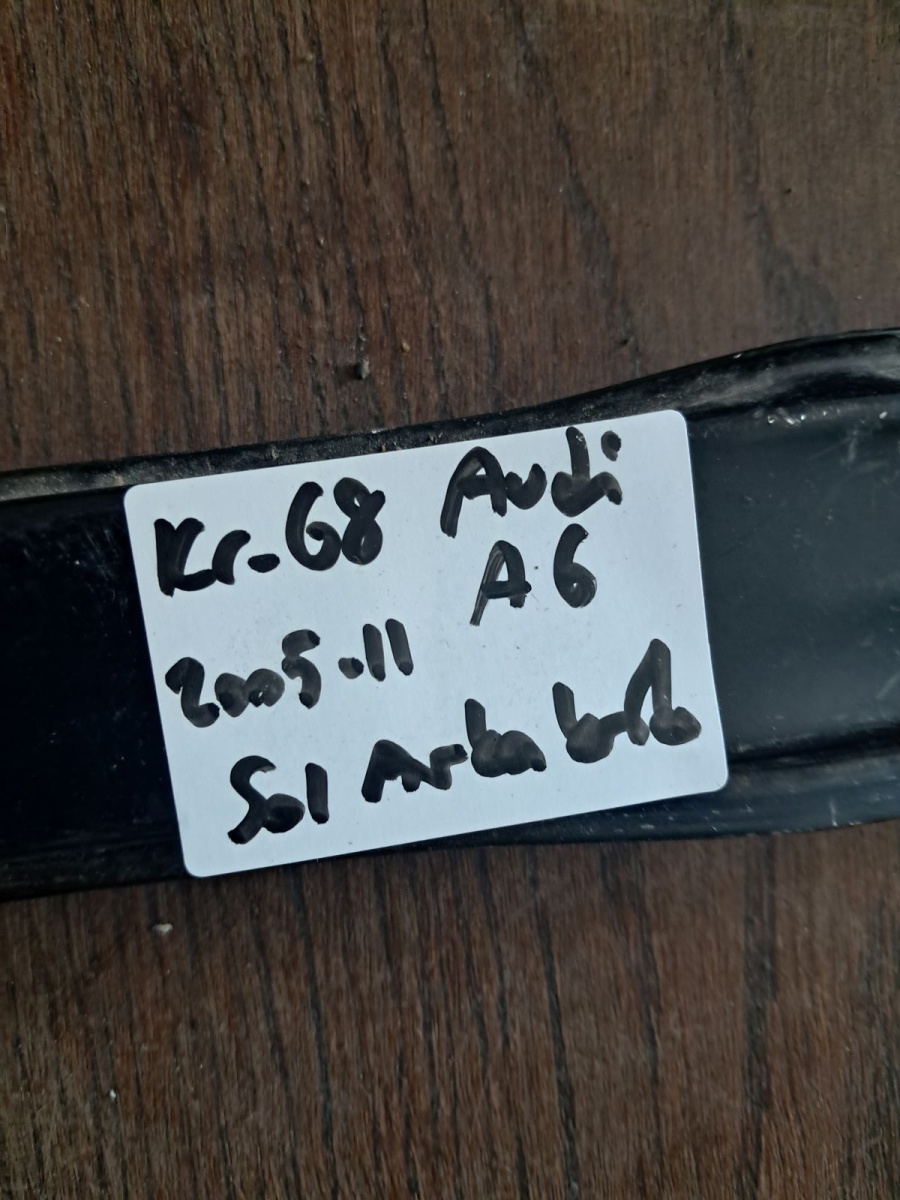 Kr-68 Audi
A6
2005-11
Sol Arka